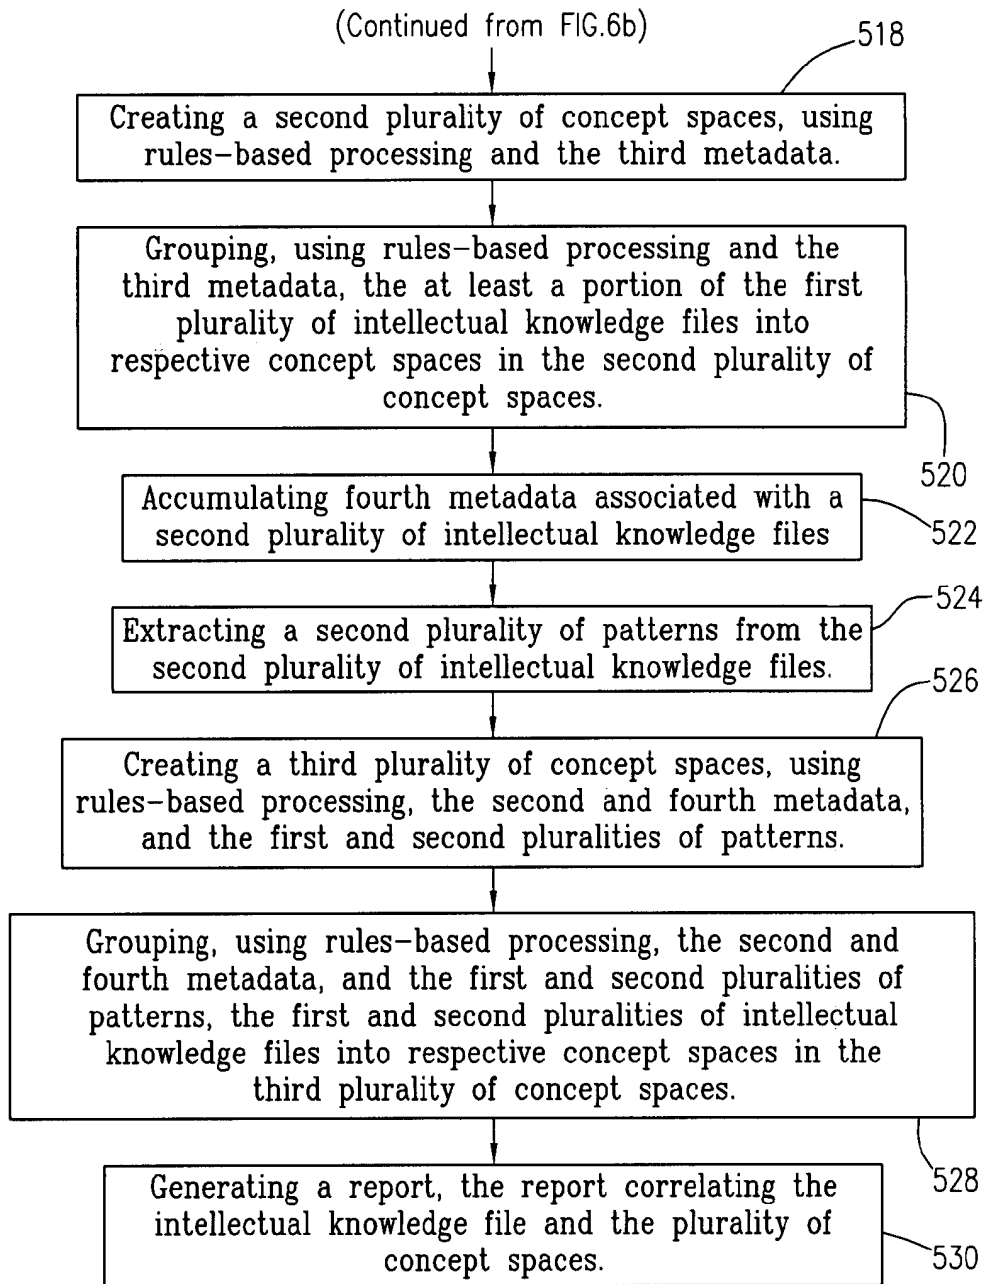 (Continued from FIG.6b)
518
Creating a second plurality of concept spaces, using
rules-based processing and the third metadata.
Grouping, using rules-based processing and the
third metadata, the at least a portion of the first
plurality of intellectual knowledge files into
respective concept spaces in the second plurality of
concept spaces.
520
Accumulating fourth metadata associated with a
second plurality of intellectual knowledge files
522
524
Extracting a second plurality of patterns from the
second plurality of intellectual knowledge files.
526
Creating a third plurality of concept spaces, using
rules-based processing, the second and fourth metadata,
and the first and second pluralities of patterns.
Grouping, using rules-based processing, the second and
fourth metadata, and the first and second pluralities of
patterns, the first and second pluralities of intellectual
knowledge files into respective concept spaces in the
third plurality of concept spaces.
528
Generating a report, the report correlating the
intellectual knowledge file and the plurality of
concept spaces.
530